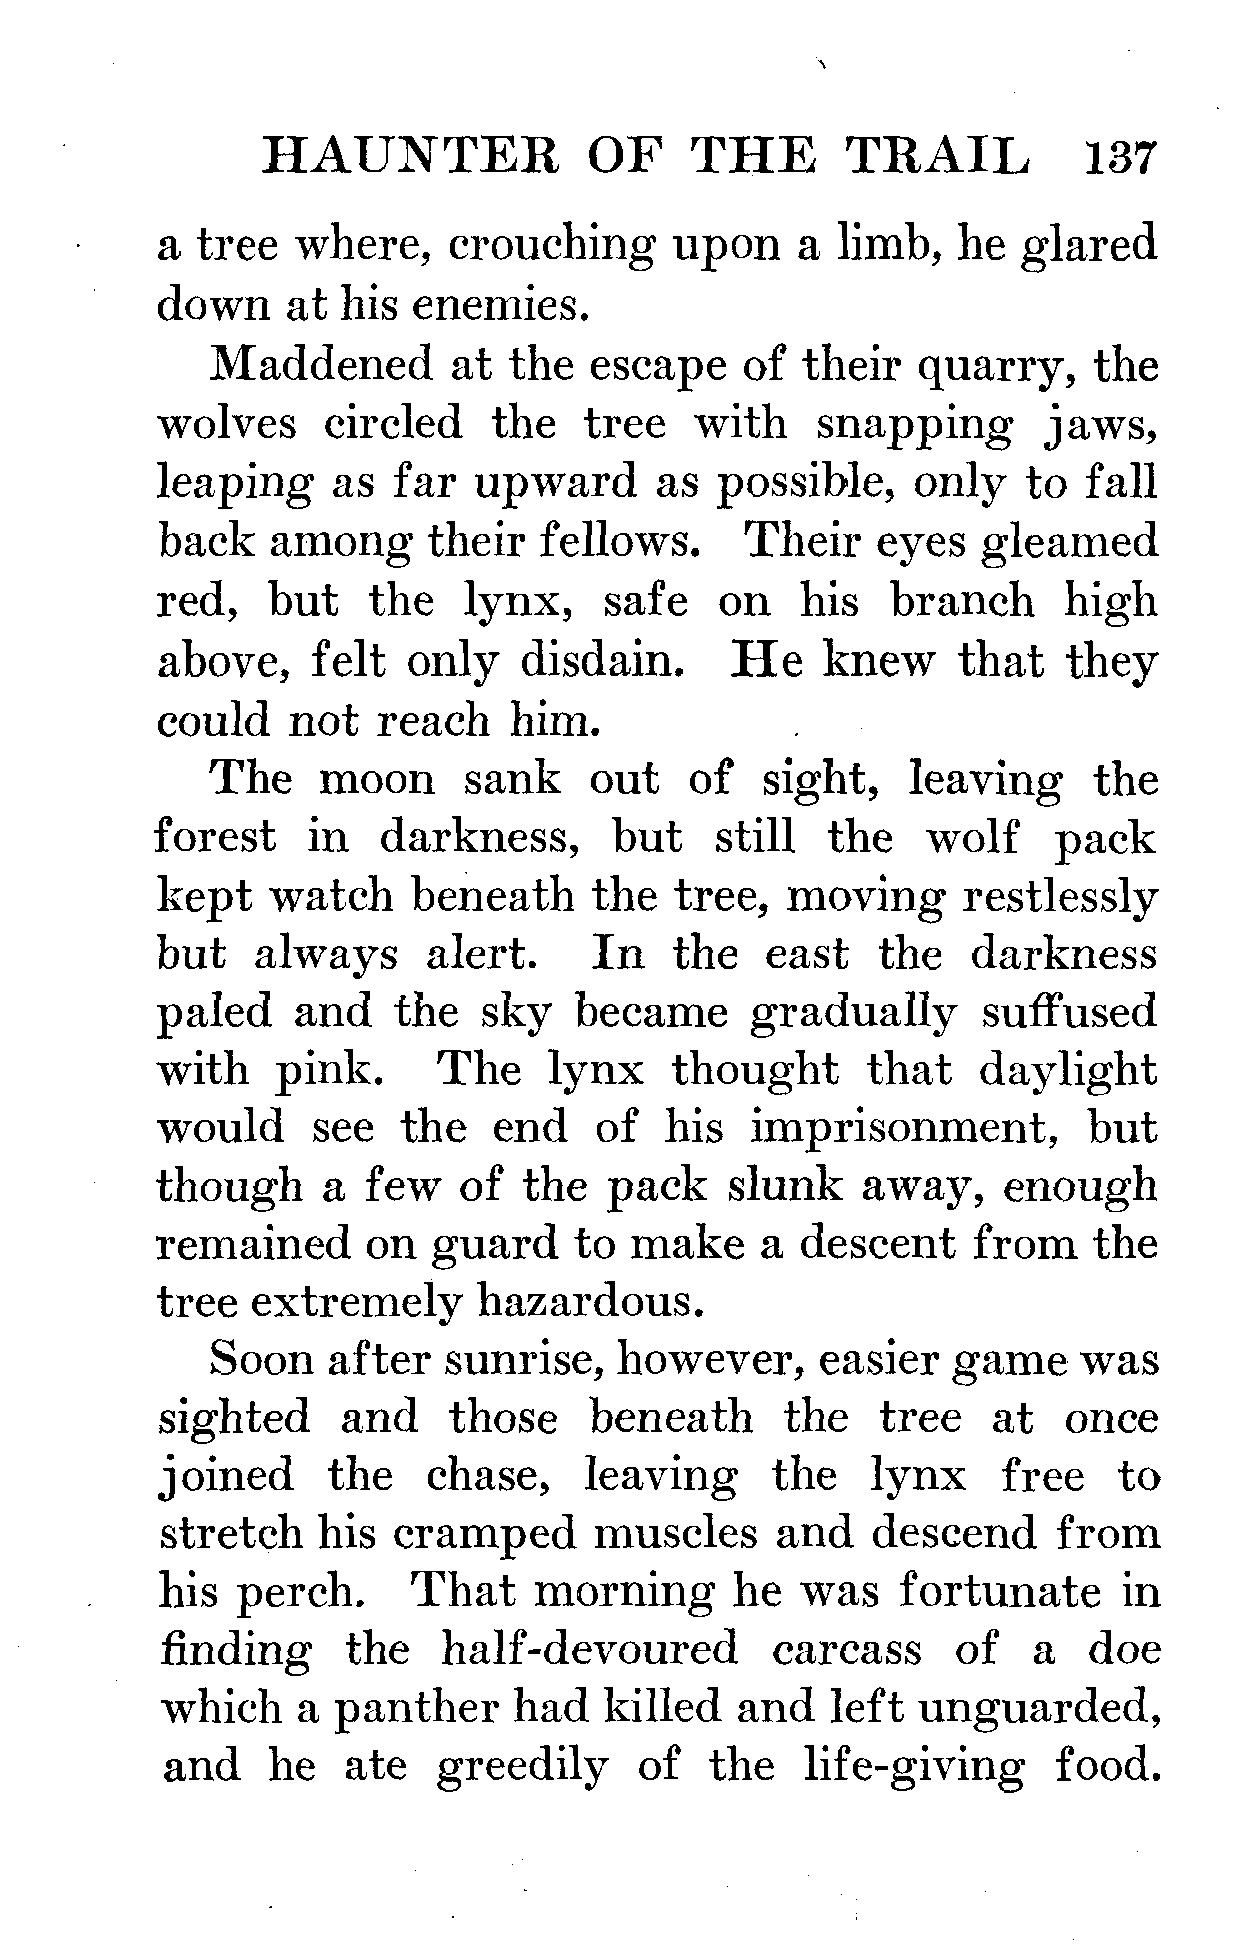 HAUNTER OF THE TRAIL 137
a tree where, crouching upon a limb, he glared
down at his enemies.
Maddened at the escape of their quarry, the
wolves circled the tree with snapping jaws,
leaping as far upward as possible, only to fall
back among their fellows. Their eyes gleamed
red, but the lynx, safe on his branch high
above, felt only disdain. He knew that they
could not reach him.
The moon sank out of sight, leaving the
forest in darkness, but still the wolf pack
kept watch beneath the tree, moving restlessly
but always alert. In the east the darkness
paled and the sky became gradually suffused
with pink. The lynx thought that daylight
would see the end of his imprisonment, but
though a few of the pack slunk away, enough
remained on guard to make a descent from the
tree extremely hazardous.
Soon after sunrise, however, easier game was
sighted and those beneath the tree at once
joined the chase, leaving the lynx free to
stretch his cramped muscles and descend from
his perch. That morning he was fortunate in
finding the half-devoured carcass of a doe
which a panther had killed and left unguarded,
and he ate greedily of the life-giving food.